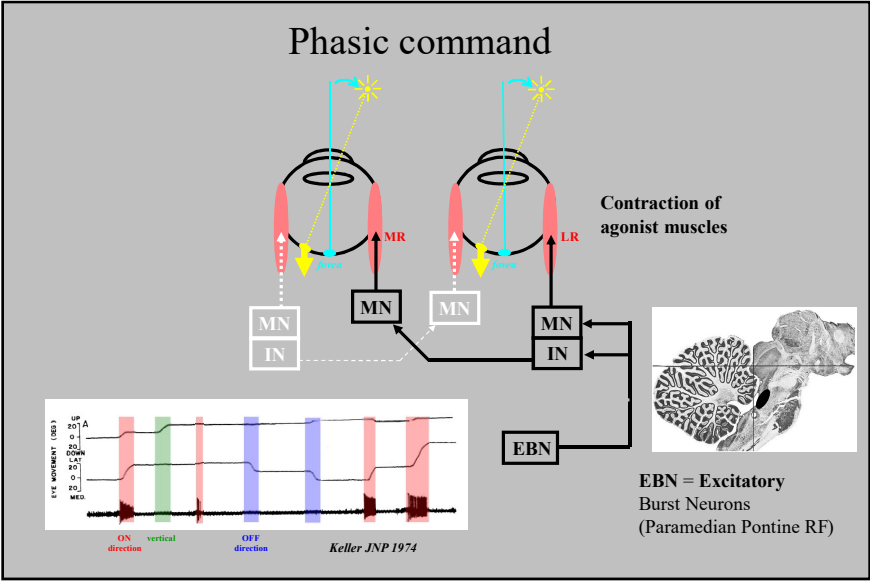 Phasic command
Contraction of
agonist muscles
MR
LR
fovea
fovea
MN
MN
MN
MN
IN
IN
EBN
EBN = Excitatory
Burst Neurons
(Paramedian Pontine RF)
EYE MOVEMENT (DEG)
UP
A
20
0
20
DOWN
LAT
20
0
20
MED.
ON
direction
vertical
OFF
direction
Keller JNP 1974